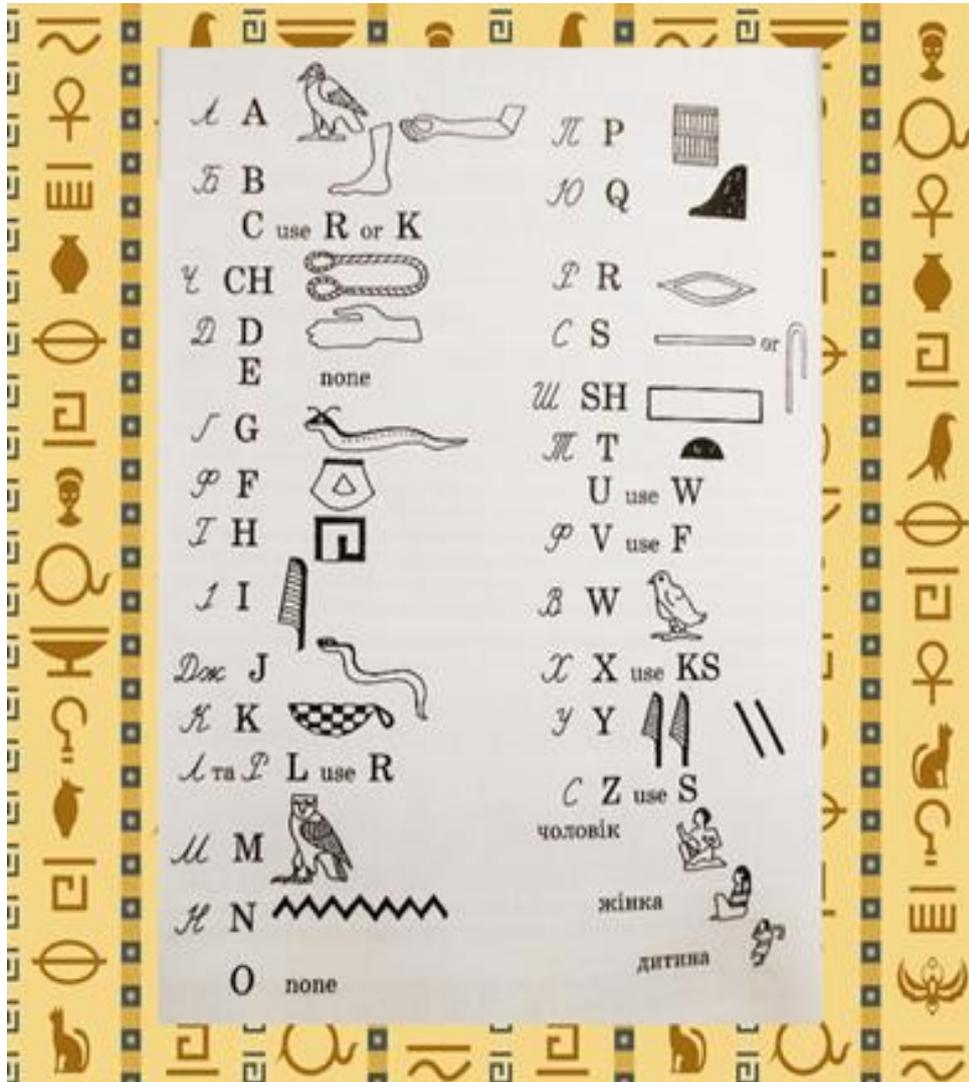 А A
Б B
C use R or K
Ч CH
Д D
E none
Г G
Ф F
Г H
І I
Дж J
К K
Л та Р L use R
М M
Н N
O none
П P
Ю Q
Р R
С S or
Ш SH
Т T
U use W
Ф V use F
В W
Х X use KS
У Y
С Z use S
чоловік
жінка
дитина